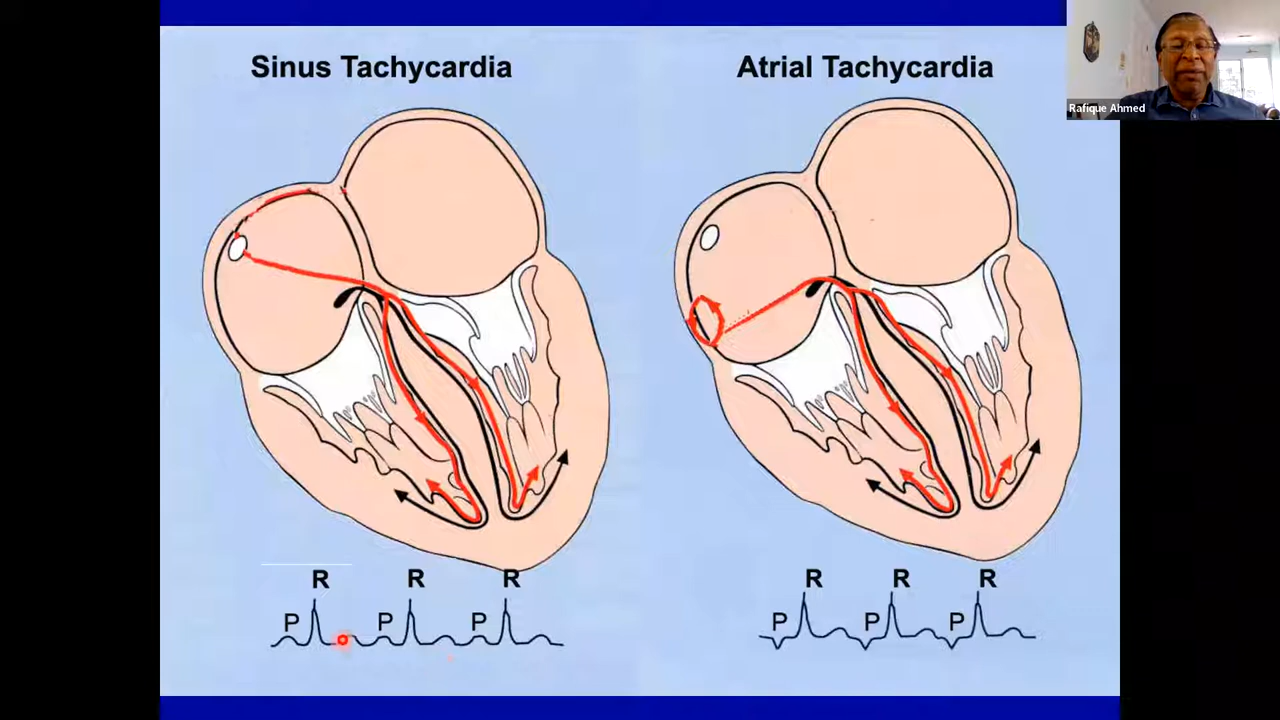 Sinus Tachycardia
Atrial Tachycardia
Rafique Ahmed
R R R
P P P
R R R
P P P